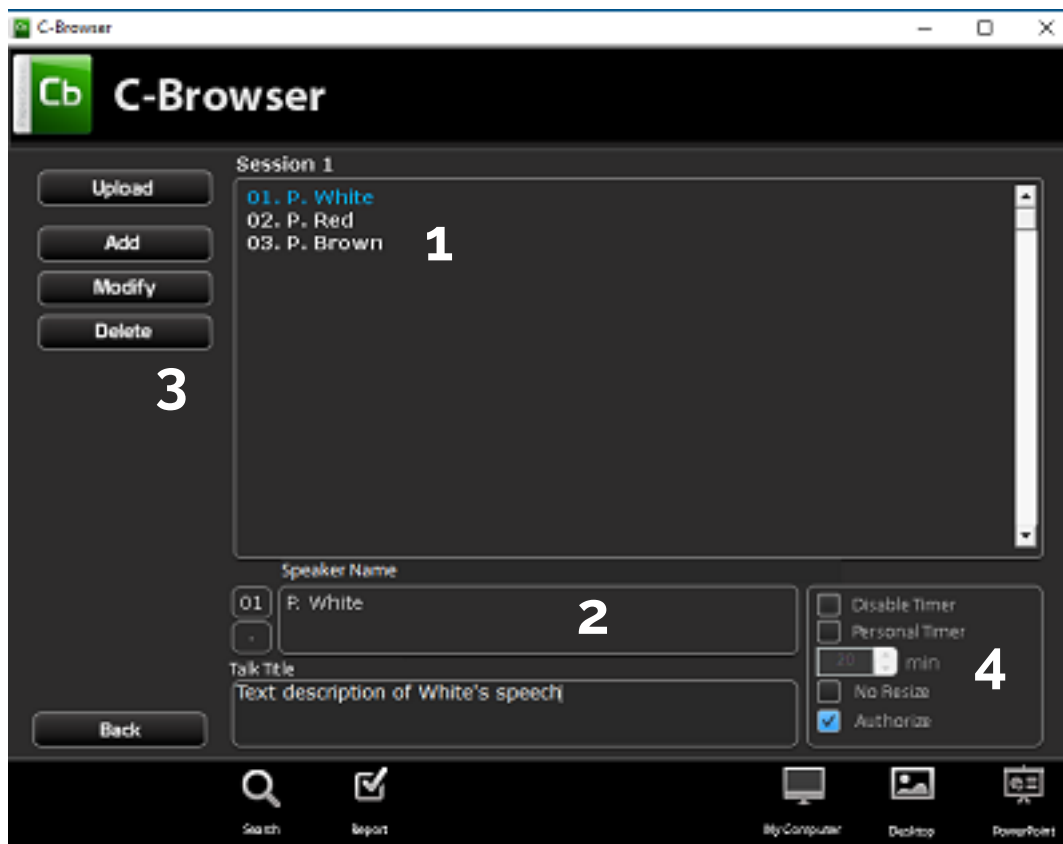 C-Browser
Cb
C-Browser
Session 1
Upload
Add
Modify
Delete
3
01. P. White
02. P. Red
03. P. Brown
1
Speaker Name
01
P. White
2
.
Talk Title
Text description of White's speech
Disable Timer
Personal Timer
20 min
4
No Resize
Authorize
Back
Search
Report
My Computer
Desktop
PowerPoint